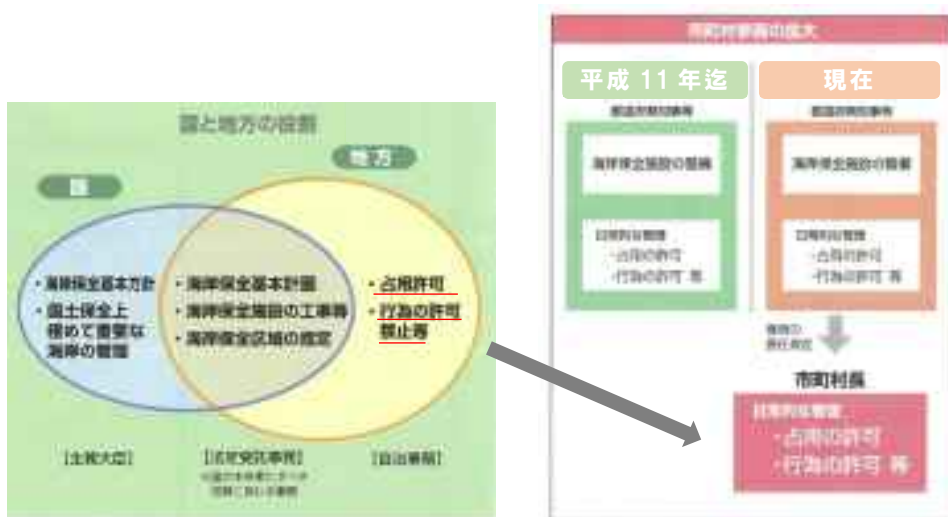 国と地方の役割
国
地方
・海岸保全基本方針
・国土保全上
極めて重要な
海岸の管理
・海岸保全基本計画
・海岸保全施設の工事等
・海岸保全区域の指定
・占用許可
・行為の許可
禁止等
[主務大臣]
[法定受託事務]
[自治事務]
市町村参画の拡大
平成 11 年迄
現在
都道府県知事等
都道府県知事等
海岸保全施設の整備
海岸保全施設の整備
日常的な管理
・占用の許可
・行為の許可 等
日常的な管理
・占用の許可
・行為の許可 等
市町村長
日常的な管理
・占用の許可
・行為の許可 等